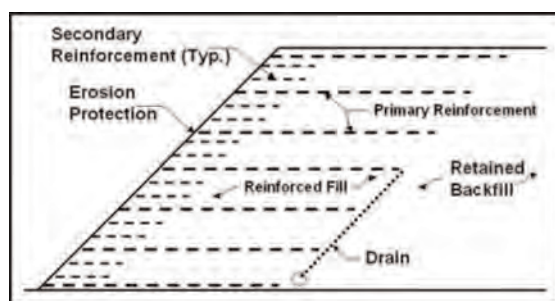 Secondary
Reinforcement (Typ.)
Erosion
Protection
Primary Reinforcement
Retained
Backfill
Reinforced Fill
Drain